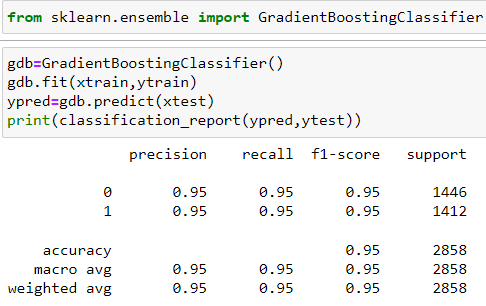 from sklearn.ensemble import GradientBoostingClassifier
gdb=GradientBoostingClassifier()
gdb.fit(xtrain,ytrain)
ypred=gdb.predict(xtest)
print(classification_report(ypred,ytest))
precision recall f1-score support
0 0.95 0.95 0.95 1446
1 0.95 0.95 0.95 1412
accuracy 0.95 2858
macro avg 0.95 0.95 0.95 2858
weighted avg 0.95 0.95 0.95 2858